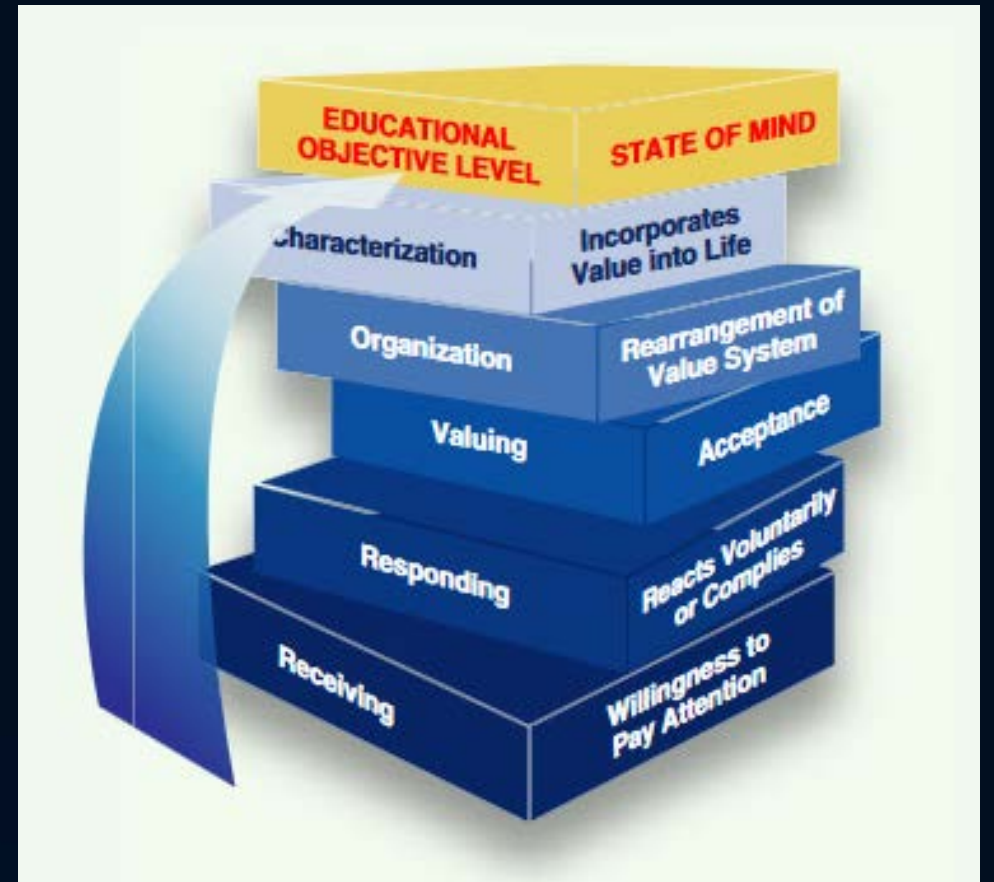 EDUCATIONAL
OBJECTIVE LEVEL
STATE OF MIND
Characterization
Incorporates
Value into Life
Organization
Rearrangement of
Value System
Valuing
Acceptance
Responding
Reacts Voluntarily
or Complies
Receiving
Willingness to
Pay Attention